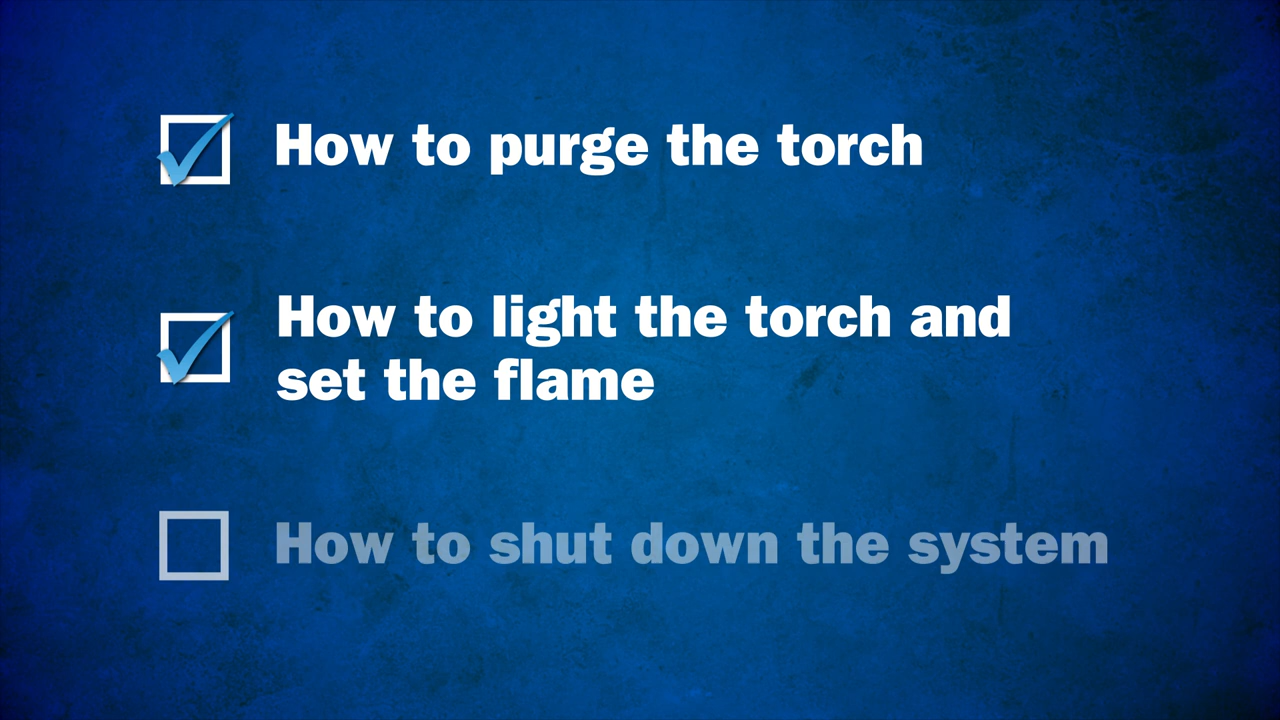 How to purge the torch
How to light the torch and
set the flame
How to shut down the system